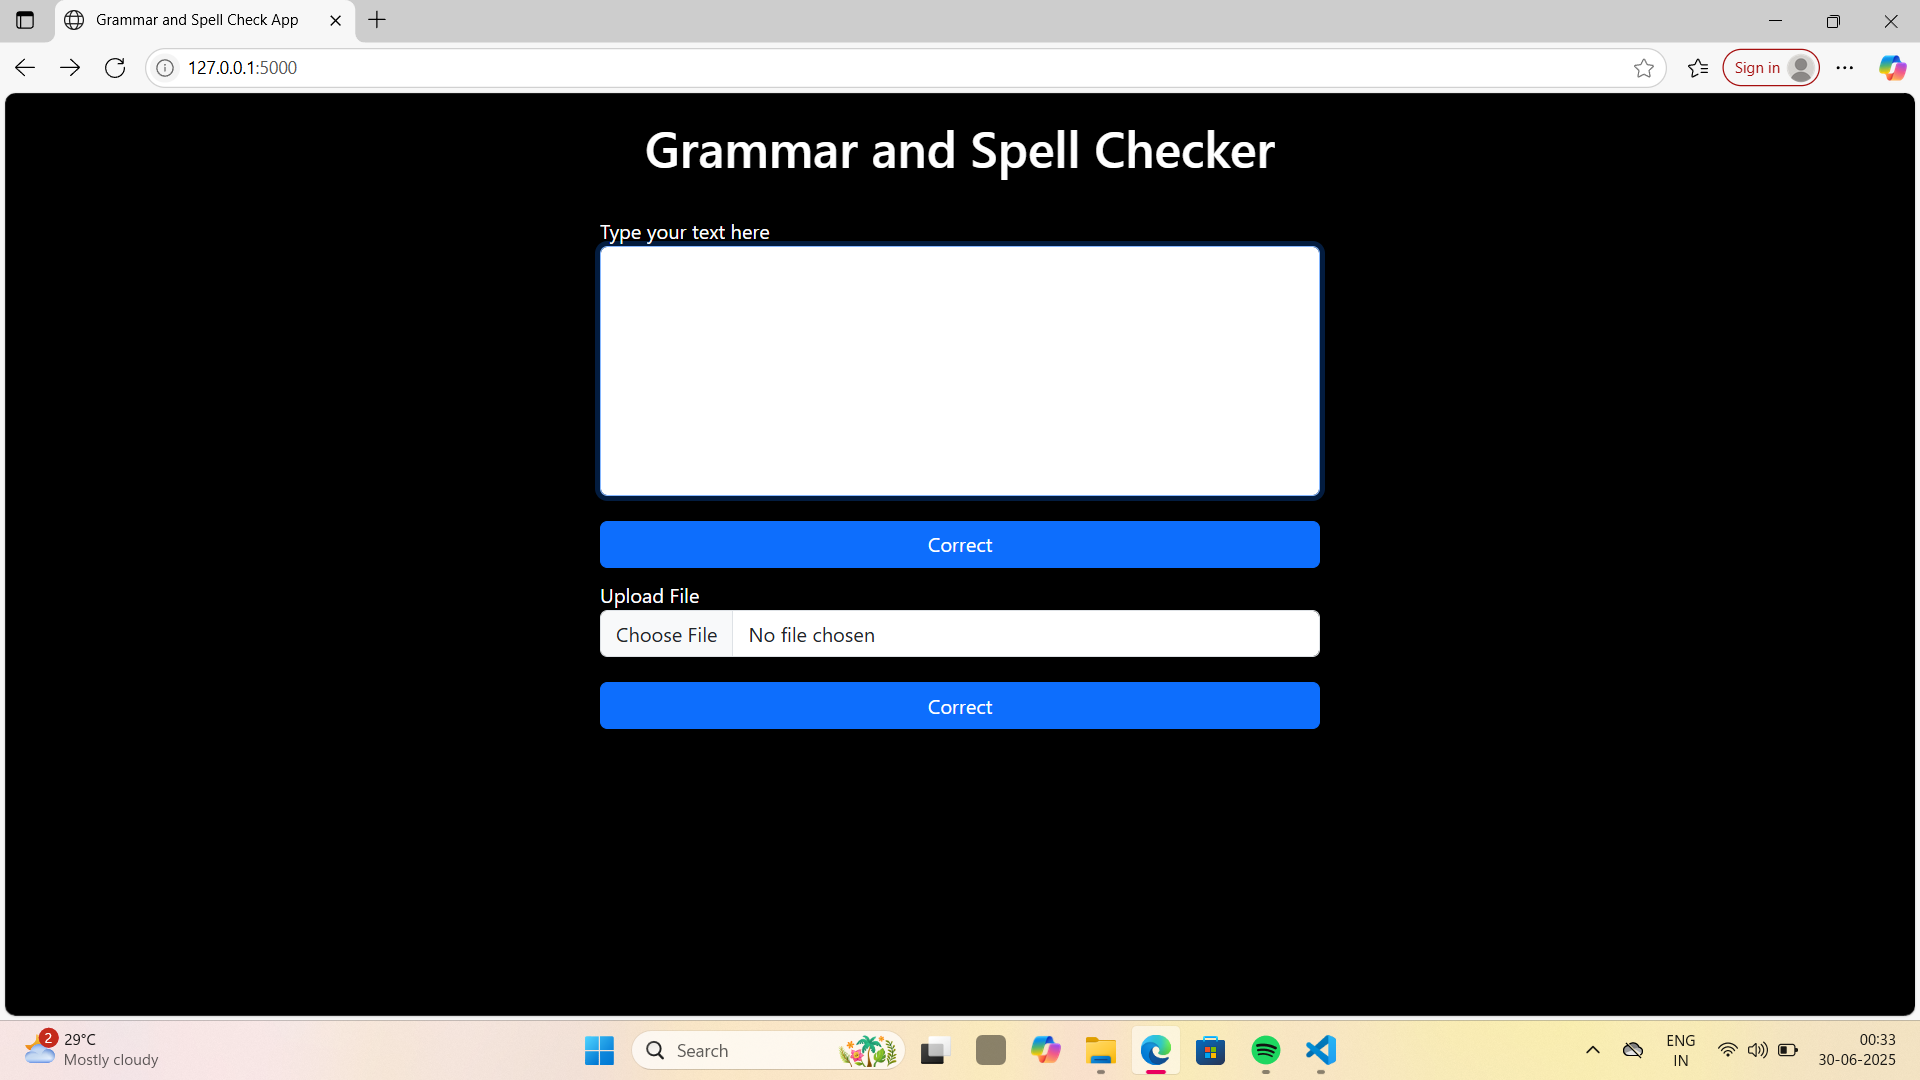 Grammar and Spell Check App
127.0.0.1:5000
Sign in
Grammar and Spell Checker
Type your text here
Correct
Upload File
Choose File No file chosen
Correct
2
29°C
Mostly cloudy
Search
ENG
IN
00:33
30-06-2025